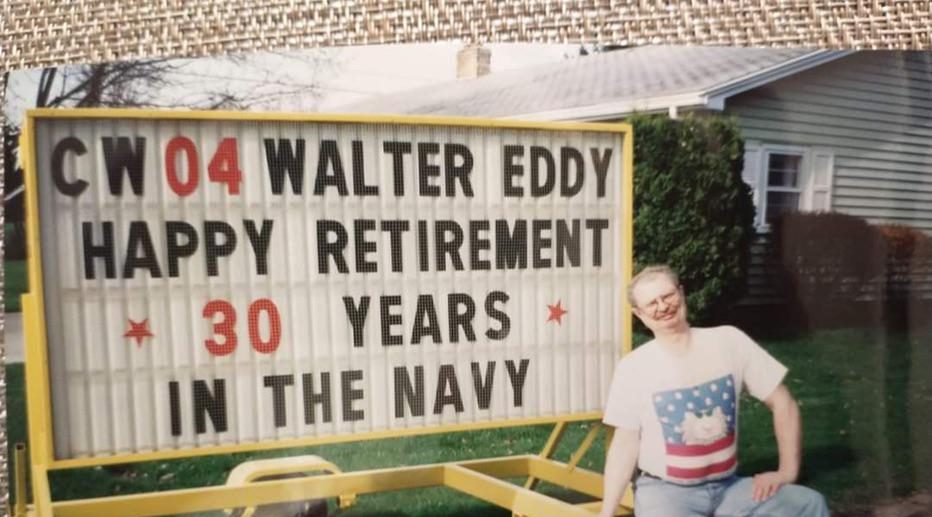 CW04 WALTER EDDY
HAPPY RETIREMENT
★ 30 YEARS ★
IN THE NAVY